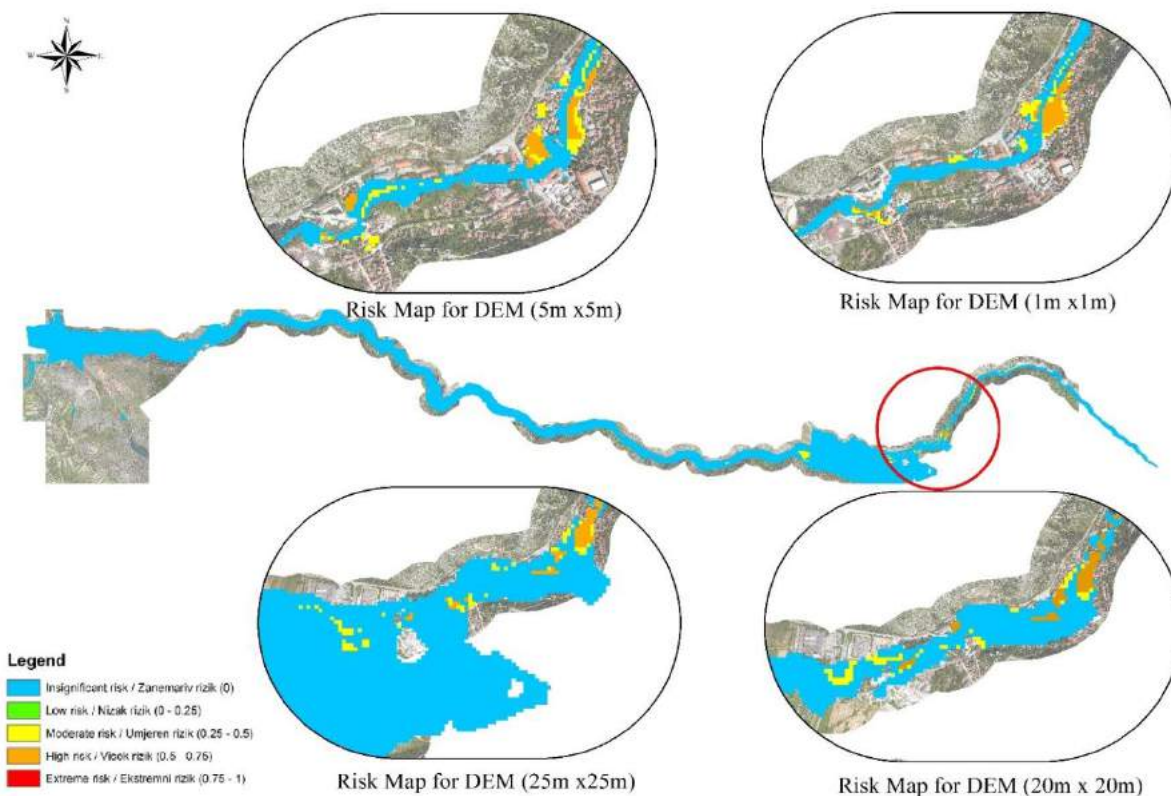 N
W E
S
Risk Map for DEM (5m x5m)
Risk Map for DEM (1m x1m)
Legend
Insignificant risk / Zanemariv rizik (0)
Low risk / Nizak rizik (0 - 0.25)
Moderate risk / Umjeren rizik (0.25 - 0.5)
High risk / Visok rizik (0.5 - 0.75)
Extreme risk / Ekstremni rizik (0.75 - 1)
Risk Map for DEM (25m x25m)
Risk Map for DEM (20m x 20m)